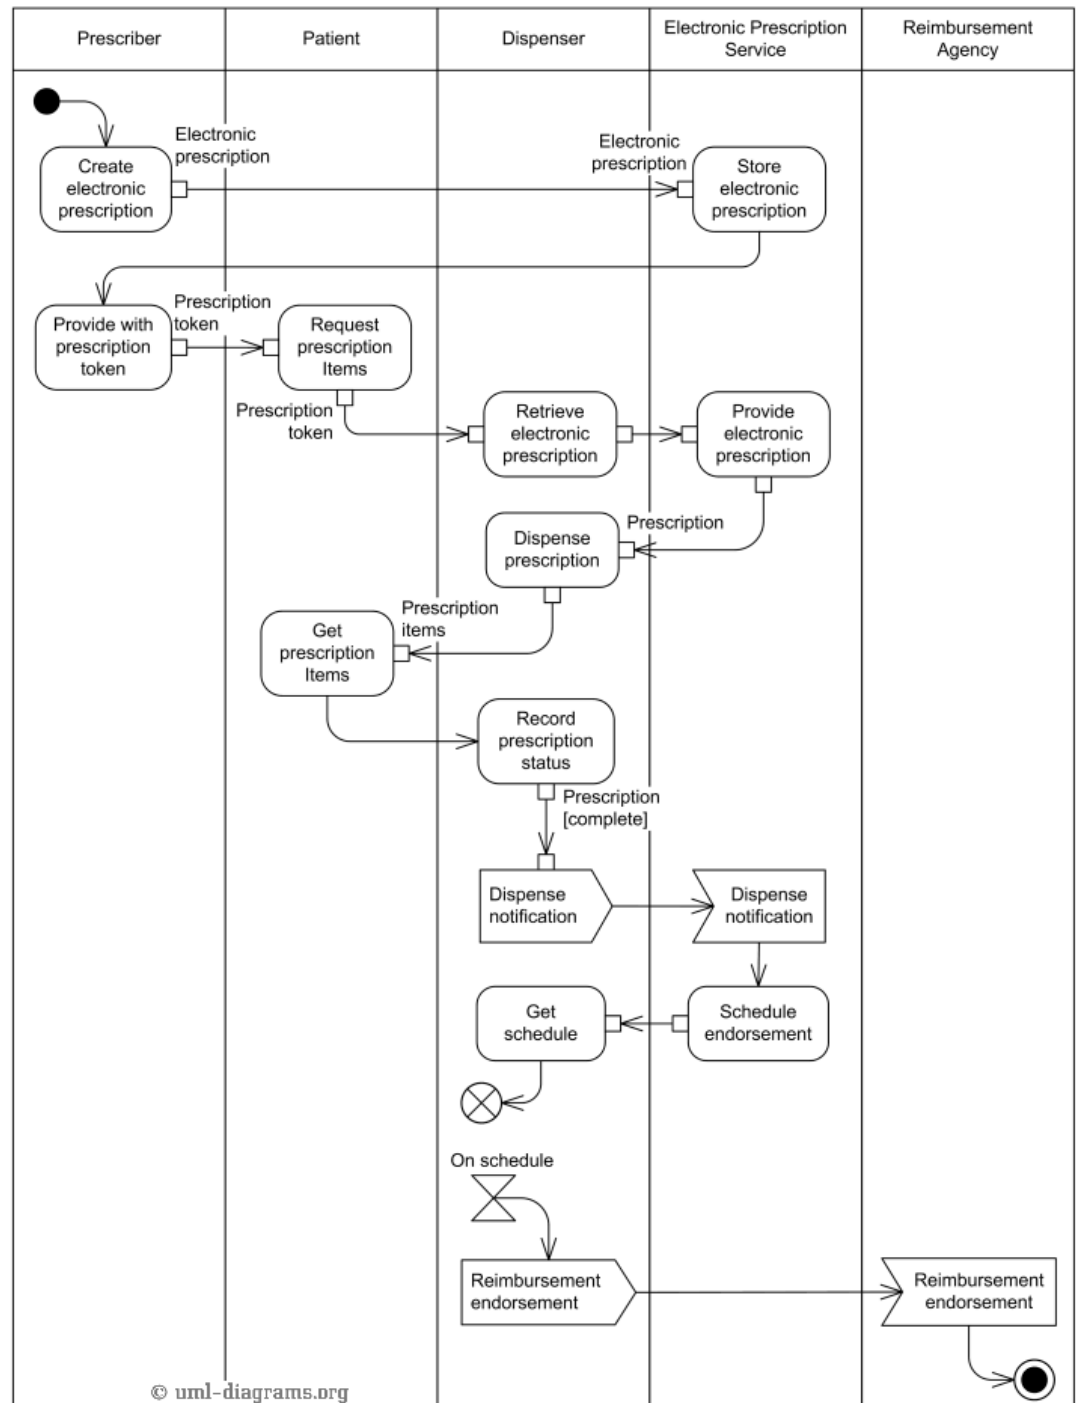 Prescriber
Patient
Dispenser
Electronic Prescription
Service
Reimbursement
Agency
Create
electronic
prescription
Electronic
prescription
Electronic
prescription
Store
electronic
prescription
Provide with
prescription
token
Prescription
token
Request
prescription
Items
Prescription
token
Retrieve
electronic
prescription
Provide
electronic
prescription
Prescription
Dispense
prescription
Prescription
items
Get
prescription
Items
Record
prescription
status
Prescription
[complete]
Dispense
notification
Dispense
notification
Get
schedule
Schedule
endorsement
On schedule
Reimbursement
endorsement
Reimbursement
endorsement
© uml-diagrams.org